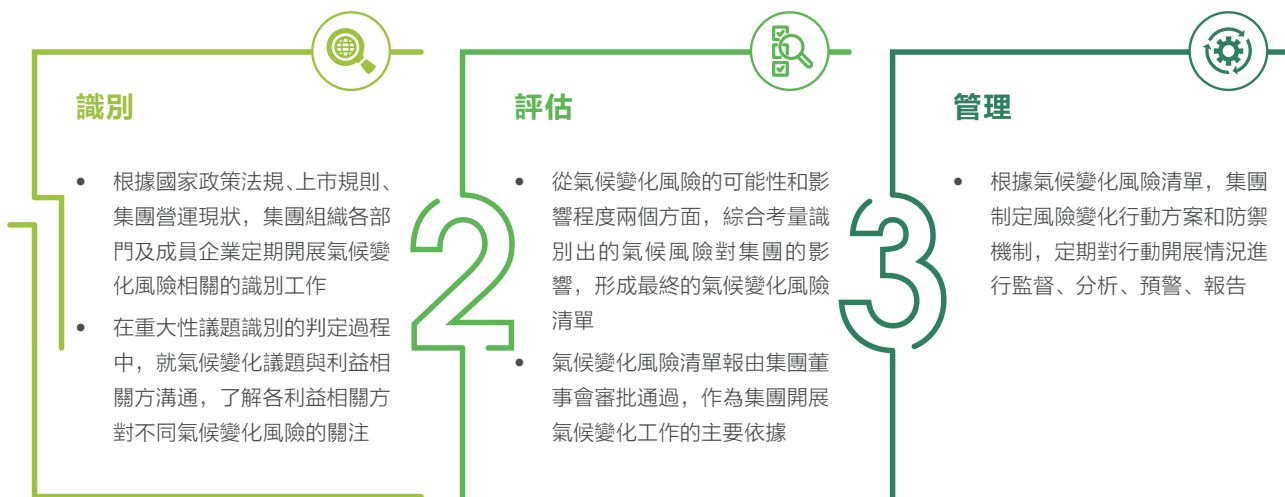 1
識別
• 根據國家政策法規、上市規則、
集團營運現狀，集團組織各部
門及成員企業定期開展氣候變
化風險相關的識別工作
• 在重大性議題識別的判定過程
中，就氣候變化議題與利益相
關方溝通，了解各利益相關方
對不同氣候變化風險的關注
2
評估
• 從氣候變化風險的可能性和影
響程度兩個方面，綜合考量識
別出的氣候風險對集團的影
響，形成最終的氣候變化風險
清單
• 氣候變化風險清單報由集團董
事會審批通過，作為集團開展
氣候變化工作的主要依據
3
管理
• 根據氣候變化風險清單，集團
制定風險變化行動方案和防禦
機制，定期對行動開展情況進
行監督、分析、預警、報告